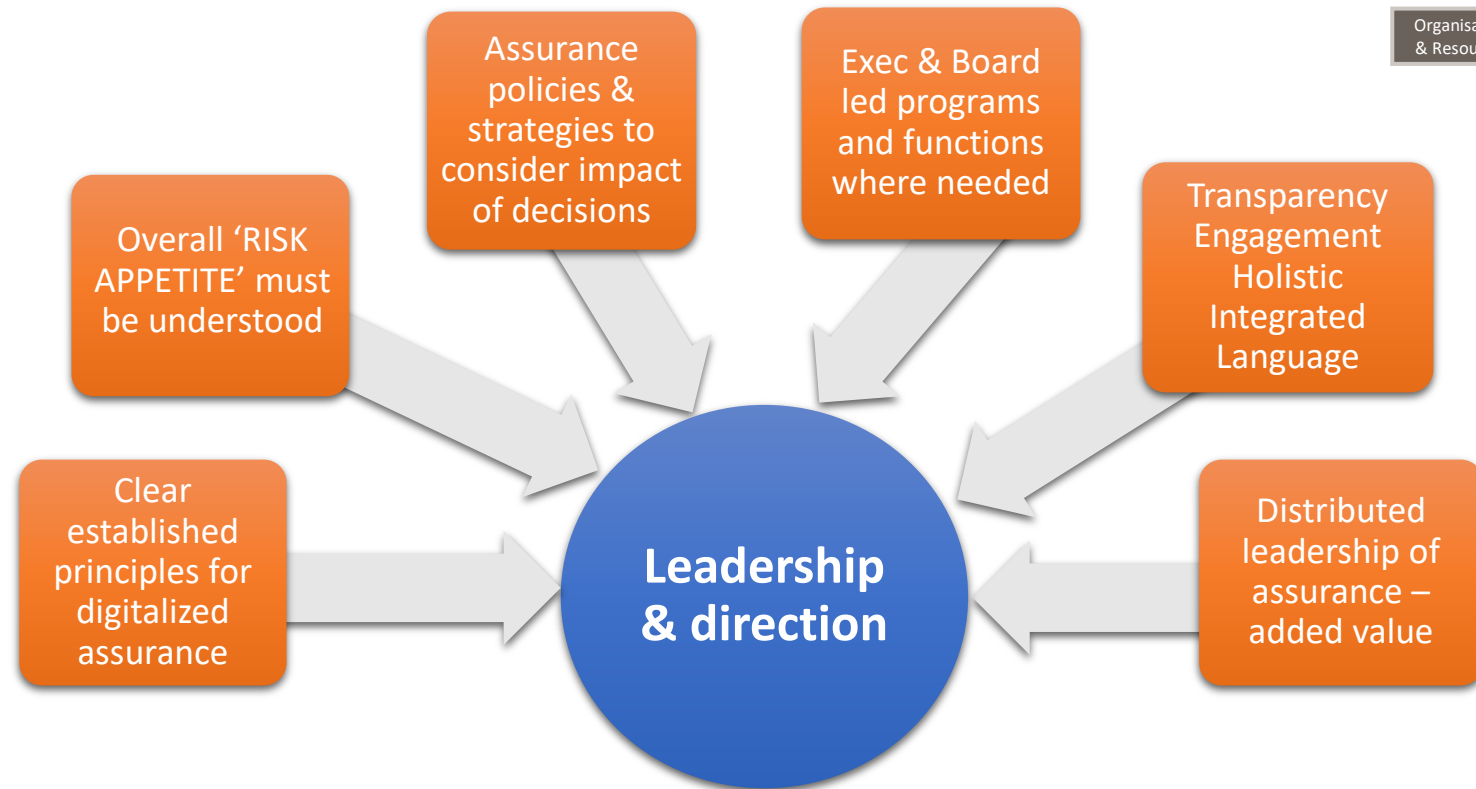 Organisa
& Resou
Assurance
policies &
strategies to
consider impact
of decisions
Exec & Board
led programs
and functions
where needed
Overall ‘RISK
APPETITE’ must
be understood
Transparency
Engagement
Holistic
Integrated
Language
Clear
established
principles for
digitalized
assurance
Leadership
& direction
Distributed
leadership of
assurance –
added value